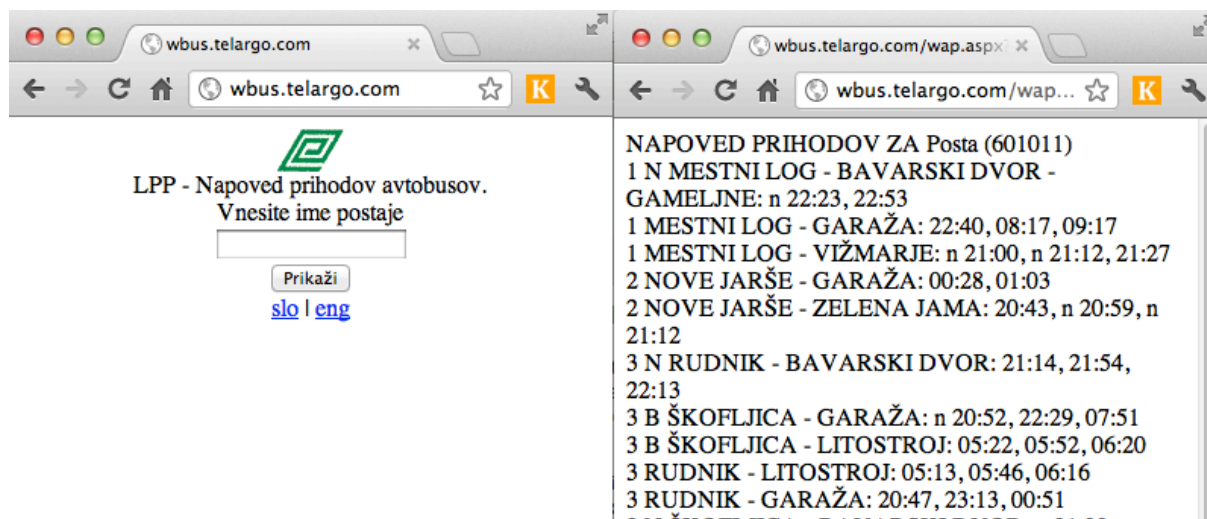 wbus.telargo.com
wbus.telargo.com
K
LPP - Napoved prihodov avtobusov.
Vnesite ime postaje
Prikaži
slo | eng
wbus.telargo.com/wap.aspx?
wbus.telargo.com/wap...
K
NAPOVED PRIHODOV ZA Posta (601011)
1 N MESTNI LOG - BAVARSKI DVOR -
GAMELJNE: n 22:23, 22:53
1 MESTNI LOG - GARAŽA: 22:40, 08:17, 09:17
1 MESTNI LOG - VIŽMARJE: n 21:00, n 21:12, 21:27
2 NOVE JARŠE - GARAŽA: 00:28, 01:03
2 NOVE JARŠE - ZELENA JAMA: 20:43, n 20:59, n
21:12
3 N RUDNIK - BAVARSKI DVOR: 21:14, 21:54,
22:13
3 B ŠKOFLJICA - GARAŽA: n 20:52, 22:29, 07:51
3 B ŠKOFLJICA - LITOSTROJ: 05:22, 05:52, 06:20
3 RUDNIK - LITOSTROJ: 05:13, 05:46, 06:16
3 RUDNIK - GARAŽA: 20:47, 23:13, 00:51